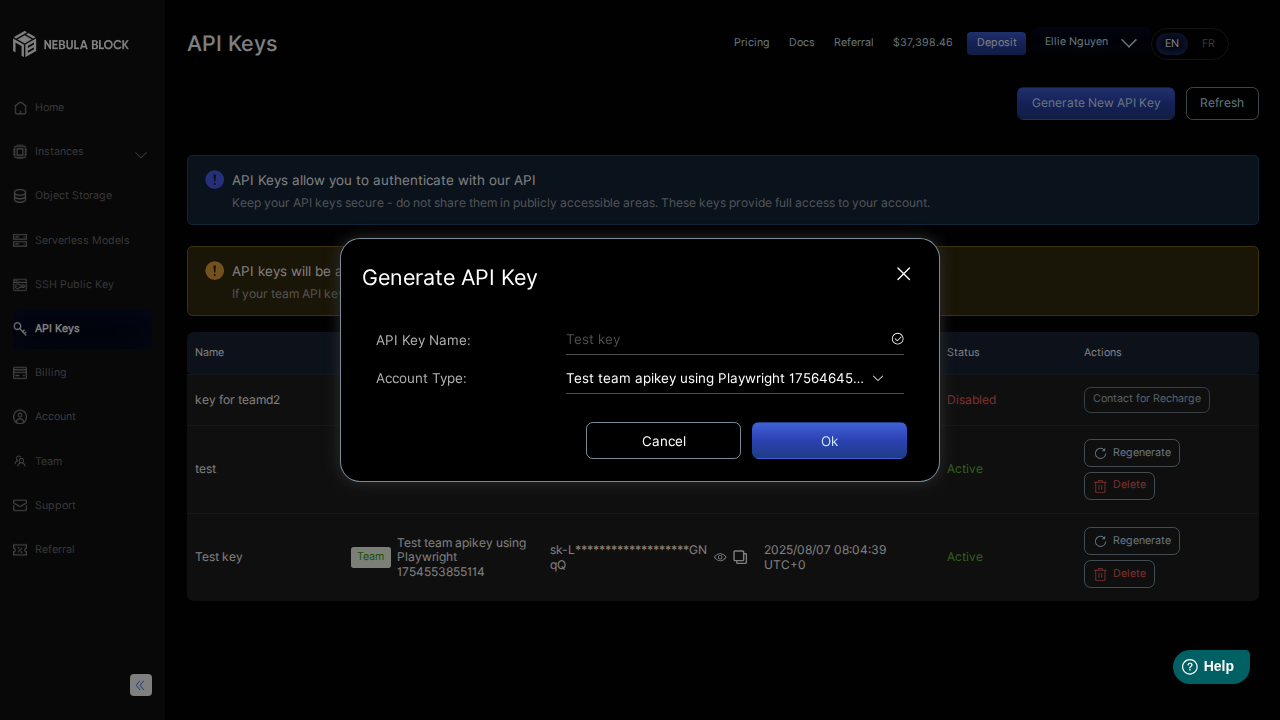 NEBULA BLOCK
API Keys
Pricing
Docs
Referral
$37,398.46
Deposit
Ellie Nguyen
EN
FR
Home
Instances
Object Storage
Serverless Models
SSH Public Key
API Keys
Billing
Account
Team
Support
Referral
Generate New API Key
Refresh
API Keys allow you to authenticate with our API
Keep your API keys secure - do not share them in publicly accessible areas. These keys provide full access to your account.
API keys will be
If your team API
Generate API Key
API Key Name:
Test key
Account Type:
Test team apikey using Playwright 17564645...
Cancel
Ok
Name
Status
Actions
key for teamd2
Disabled
Contact for Recharge
test
Active
Regenerate
Delete
Test key
Team
Test team apikey using
Playwright
1754553855114
sk-L*******************GN
qQ
2025/08/07 08:04:39
UTC+0
Active
Regenerate
Delete
Help